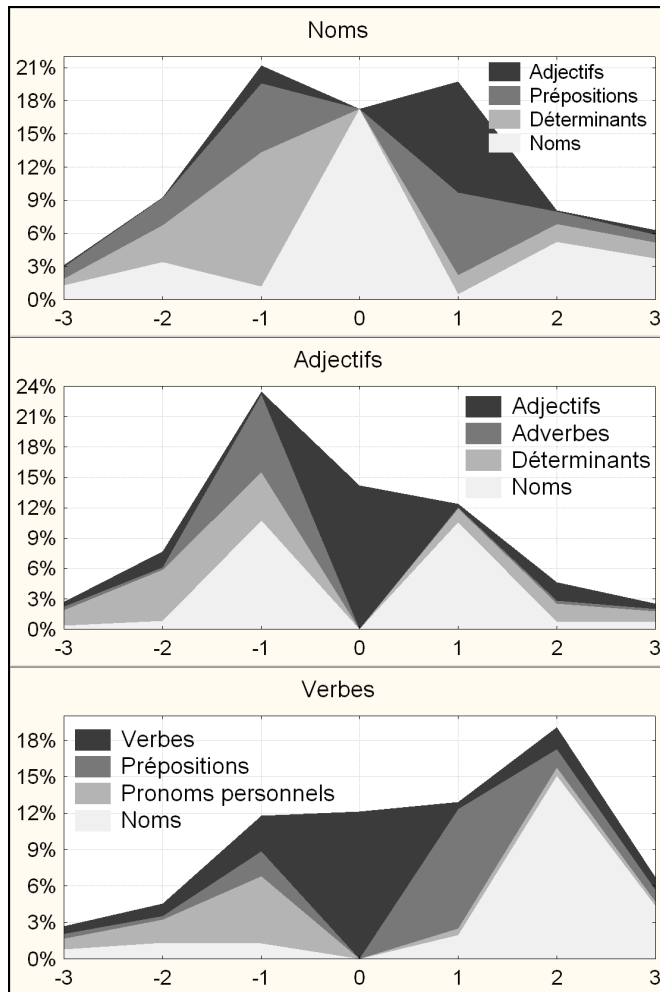 Noms
21%
18%
15%
12%
9%
6%
3%
0%
Adjectifs
Prépositions
Déterminants
Noms
-3 -2 -1 0 1 2 3
Adjectifs
24%
21%
18%
15%
12%
9%
6%
3%
0%
Adjectifs
Adverbes
Déterminants
Noms
-3 -2 -1 0 1 2 3
Verbes
18%
15%
12%
9%
6%
3%
0%
Verbes
Prépositions
Pronoms personnels
Noms
-3 -2 -1 0 1 2 3